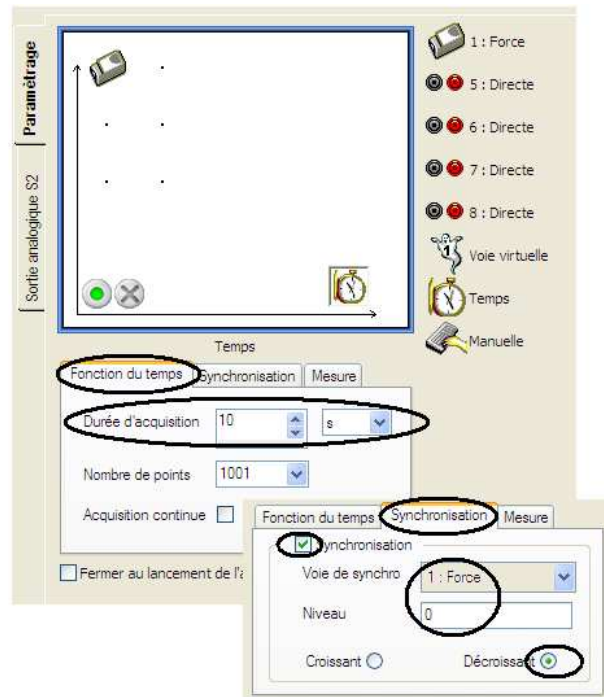 Paramétrage
Sortie analogique S2
1 : Force
5 : Directe
6 : Directe
7 : Directe
8 : Directe
1
Voie virtuelle
Temps
Manuelle
Temps
Fonction du temps Synchronisation Mesure
Durée d'acquisition 10 s
Nombre de points 1001
Acquisition continue
Fermer au lancement de l'a
Fonction du temps Synchronisation Mesure
Synchronisation
Voie de synchro 1 : Force
Niveau 0
Croissant Décroissant